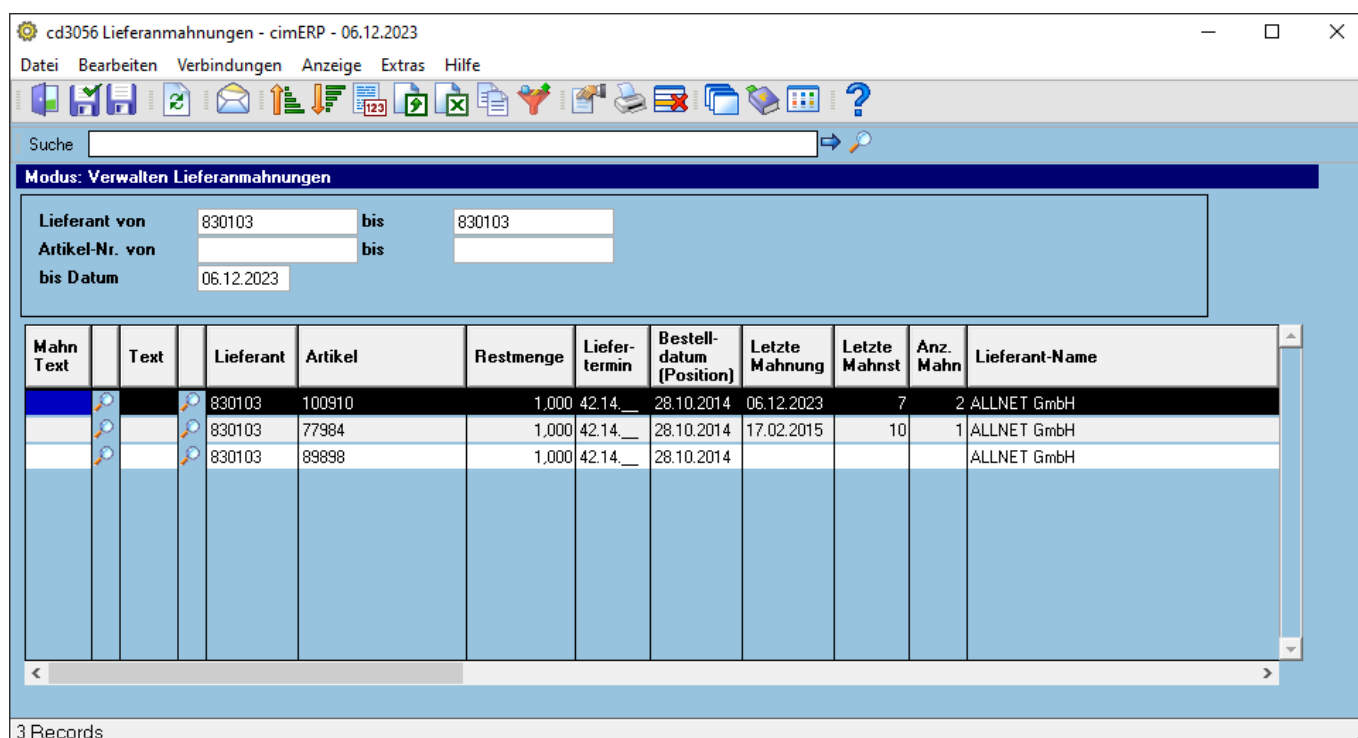 cd3056 Lieferanmahnungen - cimERP - 06.12.2023
Datei Bearbeiten Verbindungen Anzeige Extras Hilfe
123
Suche
Modus: Verwalten Lieferanmahnungen
Lieferant von 830103 bis 830103
Artikel-Nr. von bis
bis Datum 06.12.2023
Mahn Text Text Lieferant Artikel Restmenge Liefer-termin Bestell-datum (Position) Letzte Mahnung Letzte Mahnst Anz. Mahn Lieferant-Name
830103 100910 1,000 42.14.__ 28.10.2014 06.12.2023 7 2 ALLNET GmbH
830103 77984 1,000 42.14.__ 28.10.2014 17.02.2015 10 1 ALLNET GmbH
830103 89898 1,000 42.14.__ 28.10.2014 ALLNET GmbH
3 Records